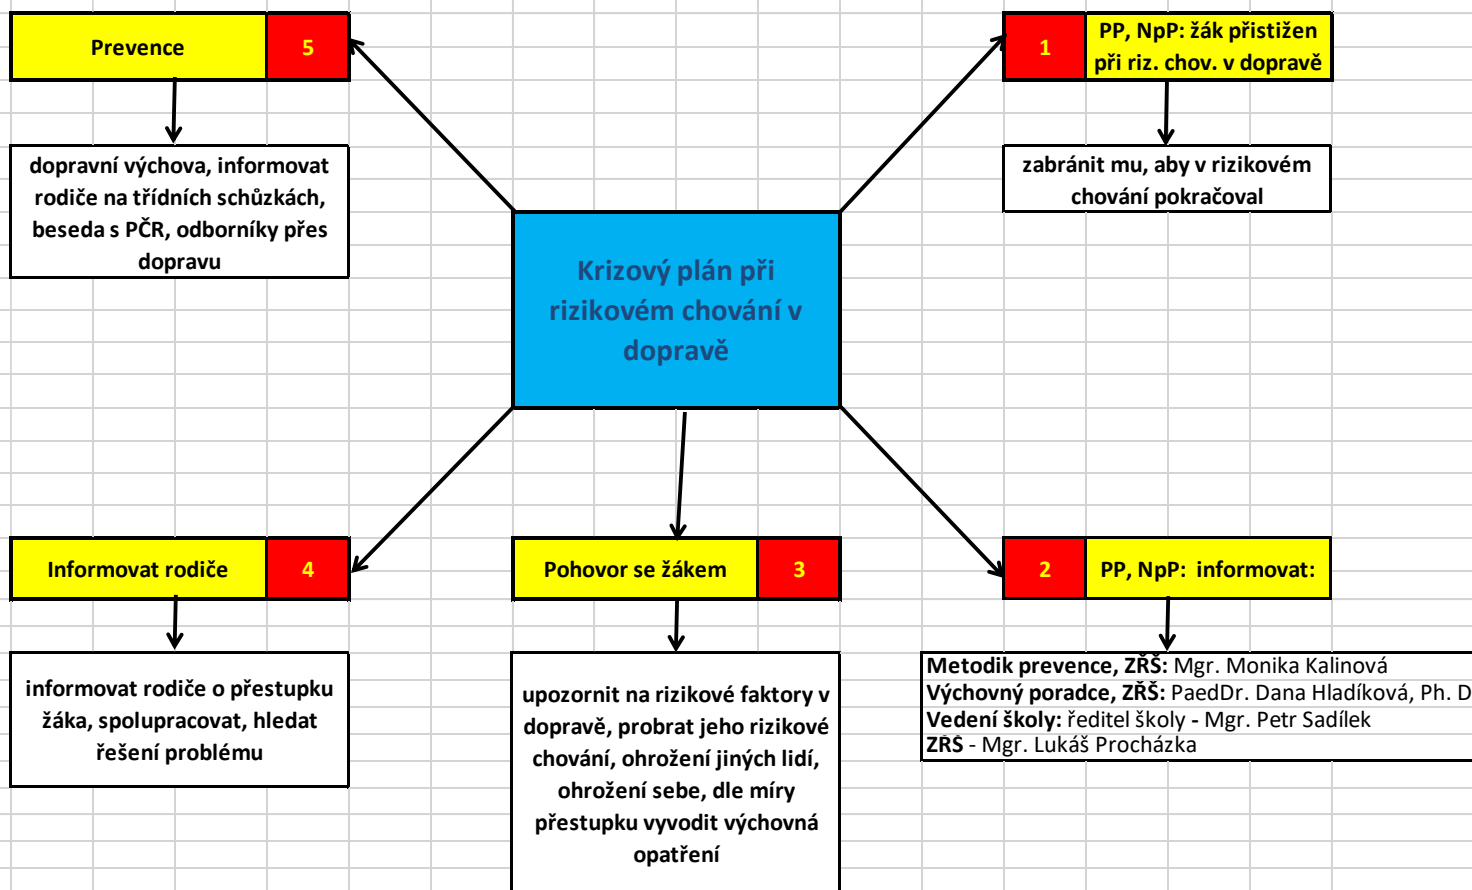 Prevence 5
1 PP, NpP: žák přistižen
při riz. chov. v dopravě
dopravní výchova, informovat
rodiče na třídních schůzkách,
beseda s PČR, odborníky přes
dopravu
zabránit mu, aby v rizikovém
chování pokračoval
Krizový plán při
rizikovém chování v
dopravě
Informovat rodiče 4
Pohovor se žákem 3
2 PP, NpP: informovat:
informovat rodiče o přestupku
žáka, spolupracovat, hledat
řešení problému
upozornit na rizikové faktory v
dopravě, probrat jeho rizikové
chování, ohrožení jiných lidí,
ohrožení sebe, dle míry
přestupku vyvodit výchovná
opatření
Metodik prevence, ZŘŠ: Mgr. Monika Kalinová
Výchovný poradce, ZŘŠ: PaedDr. Dana Hladíková, Ph. D
Vedení školy: ředitel školy - Mgr. Petr Sadílek
ZŘŠ - Mgr. Lukáš Procházka